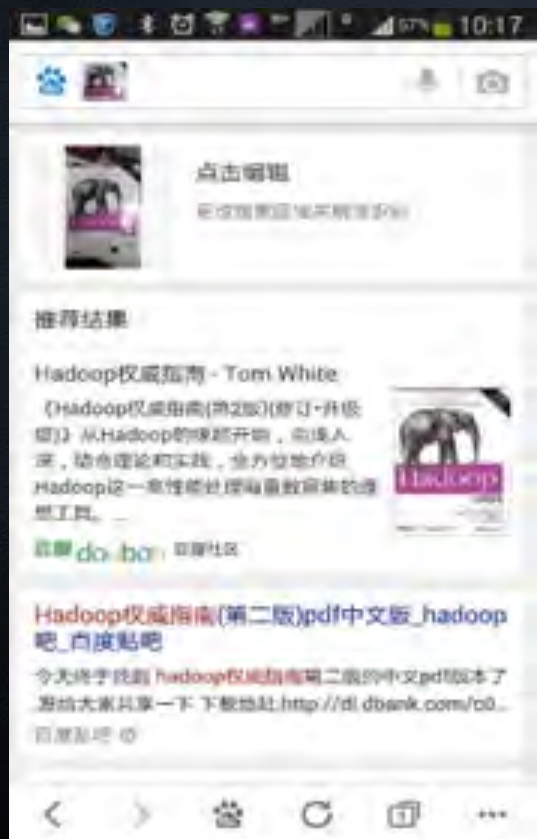 57% 10:17
点击编辑
推荐结果
Hadoop权威指南 - Tom White
《Hadoop权威指南(第2版)(修订·升级
版)》从Hadoop的缘起开始，由浅入
深，结合理论和实践，全方位地介绍
Hadoop这一高性能处理海量数据集的理
想工具。...
Hadoop
豆瓣 douban 豆瓣社区
Hadoop权威指南(第二版)pdf中文版_hadoop
吧_百度贴吧
今天终于找到 hadoop权威指南第二版的中文pdf版本了
,发给大家共享一下 下载地址:http://dl.dbank.com/c0...
百度贴吧